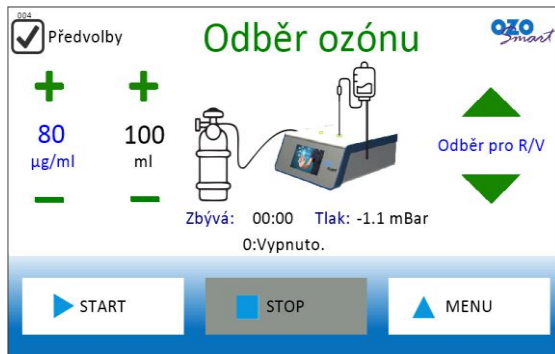 004
Předvolby
Odběr ozónu
OZO
Smart
80
µg/ml
100
ml
Odběr pro R/V
Zbývá: 00:00 Tlak: -1.1 mBar
0:Vypnuto.
START
STOP
MENU